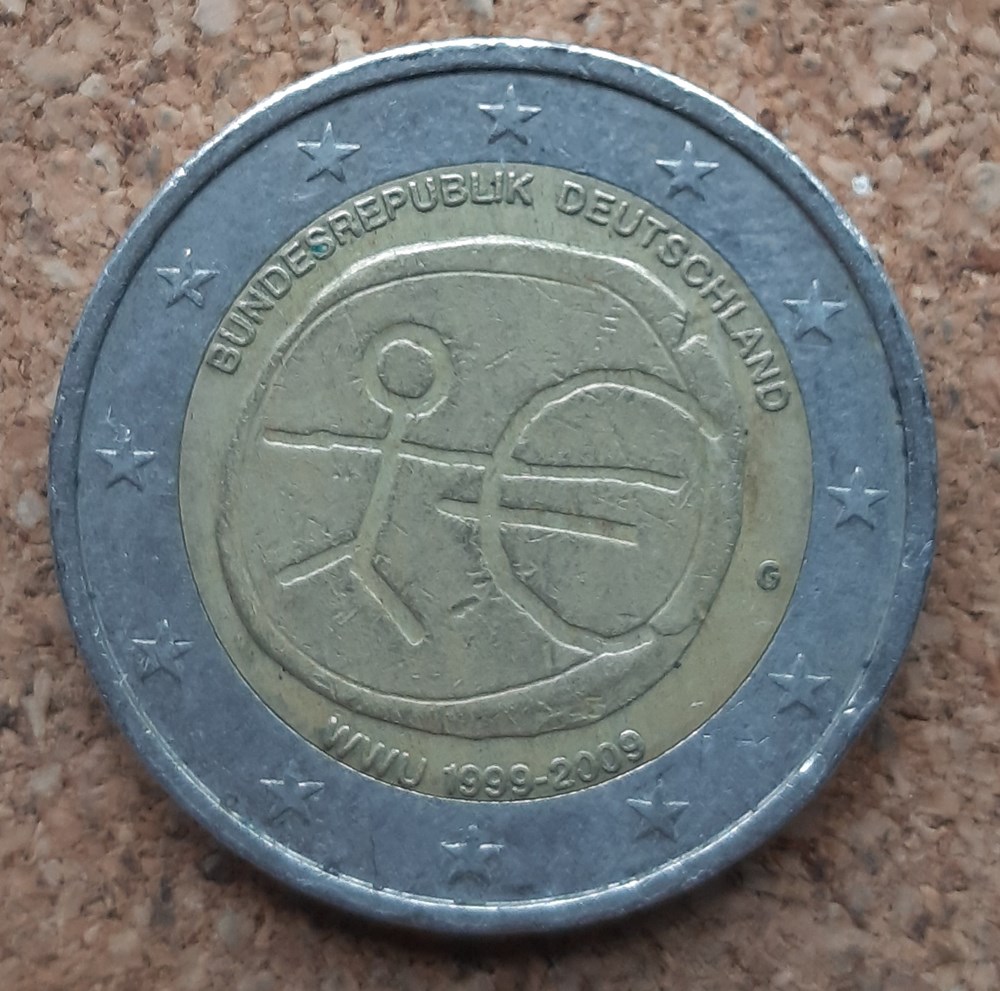 BUNDESREPUBLIK DEUTSCHLAND
G
WWU 1999-2009